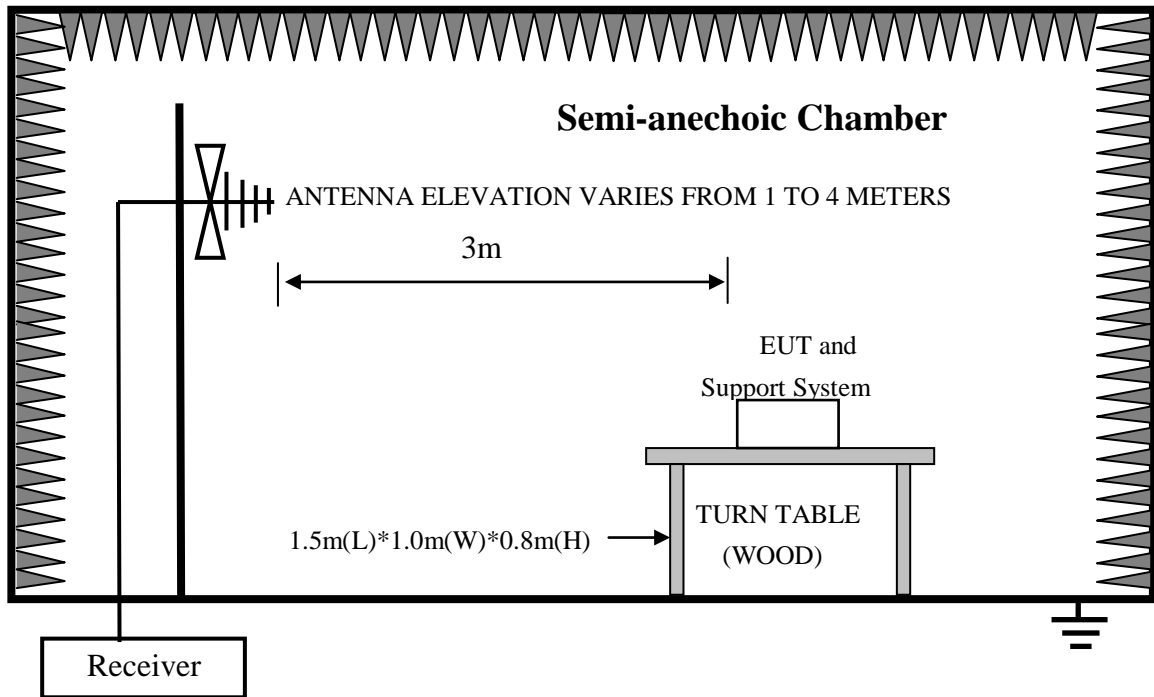 Semi-anechoic Chamber
ANTENNA ELEVATION VARIES FROM 1 TO 4 METERS
3m
EUT and
Support System
1.5m(L)*1.0m(W)*0.8m(H)
TURN TABLE
(WOOD)
Receiver